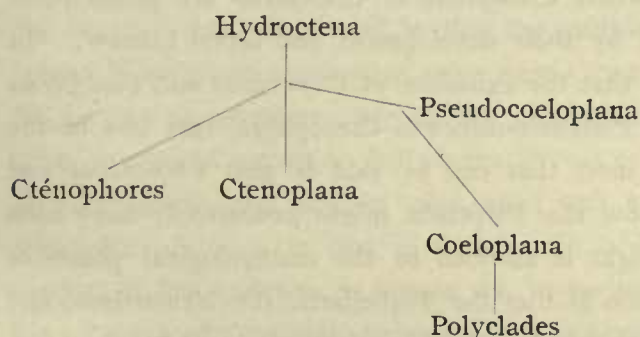 Hydroctena
Pseudocoeloplana
Cténophores
Ctenoplana
Coeloplana
Polyclades